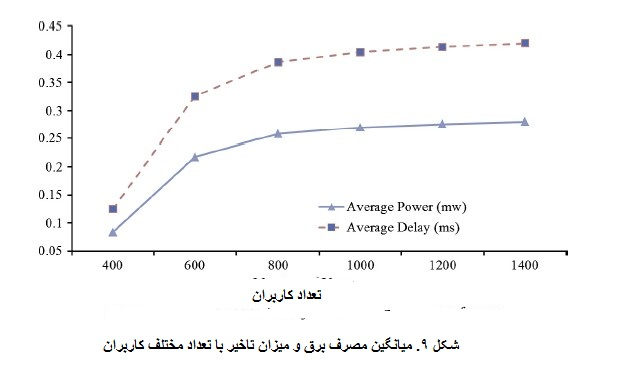 0.45
0.4
0.35
0.3
0.25
0.2
0.15
0.1
0.05
Average Power (mw)
Average Delay (ms)
400 600 800 1000 1200 1400
تعداد کاربران
شکل ۹. میانگین مصرف برق و میزان تاخیر با تعداد مختلف کاربران